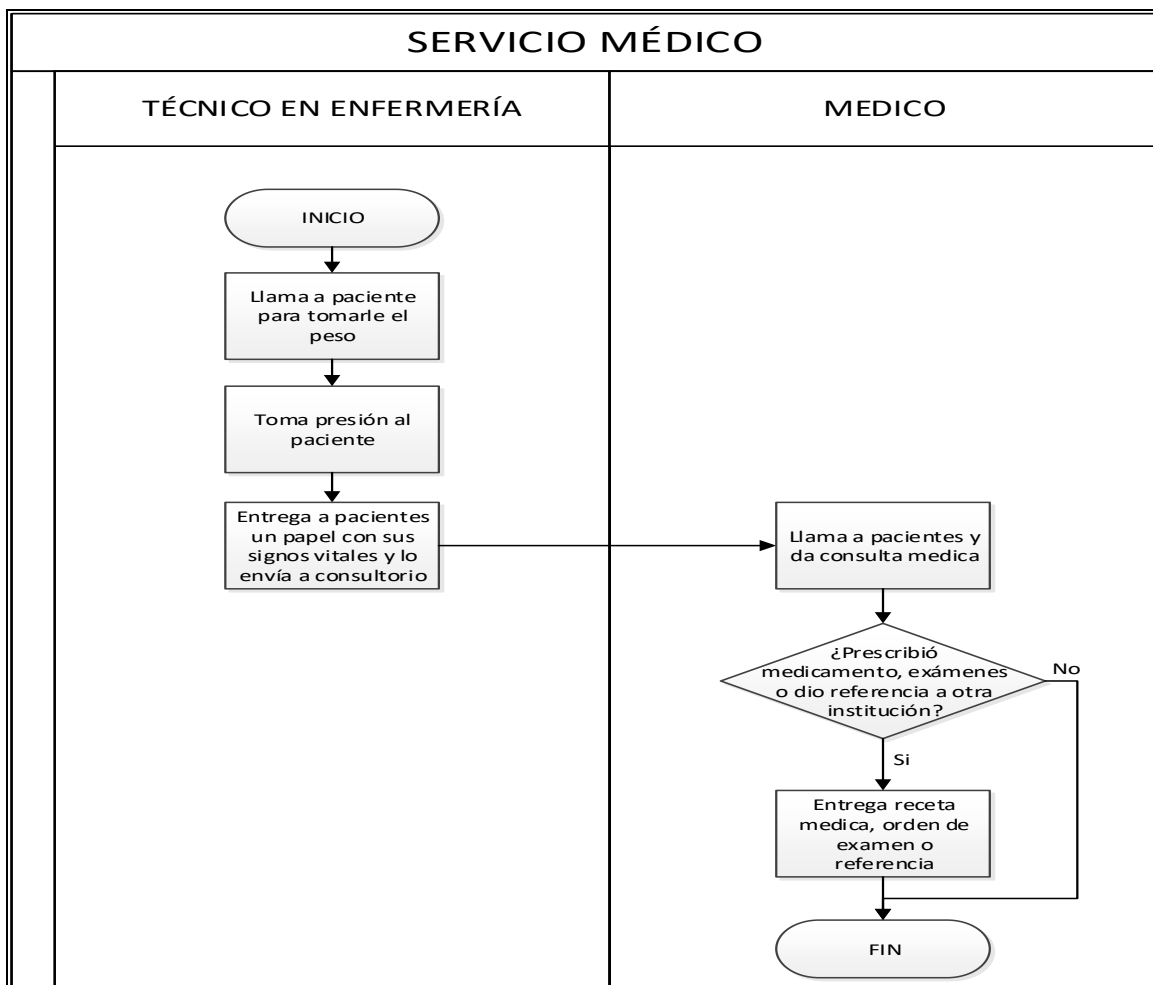 SERVICIO MÉDICO
TÉCNICO EN ENFERMERÍA
MEDICO
INICIO
Llama a paciente
para tomarle el
peso
Toma presión al
paciente
Entrega a pacientes
un papel con sus
signos vitales y lo
envía a consultorio
Llama a pacientes y
da consulta medica
¿Prescribió
medicamento, exámenes
o dio referencia a otra
institución?
No
Si
Entrega receta
medica, orden de
examen o
referencia
FIN